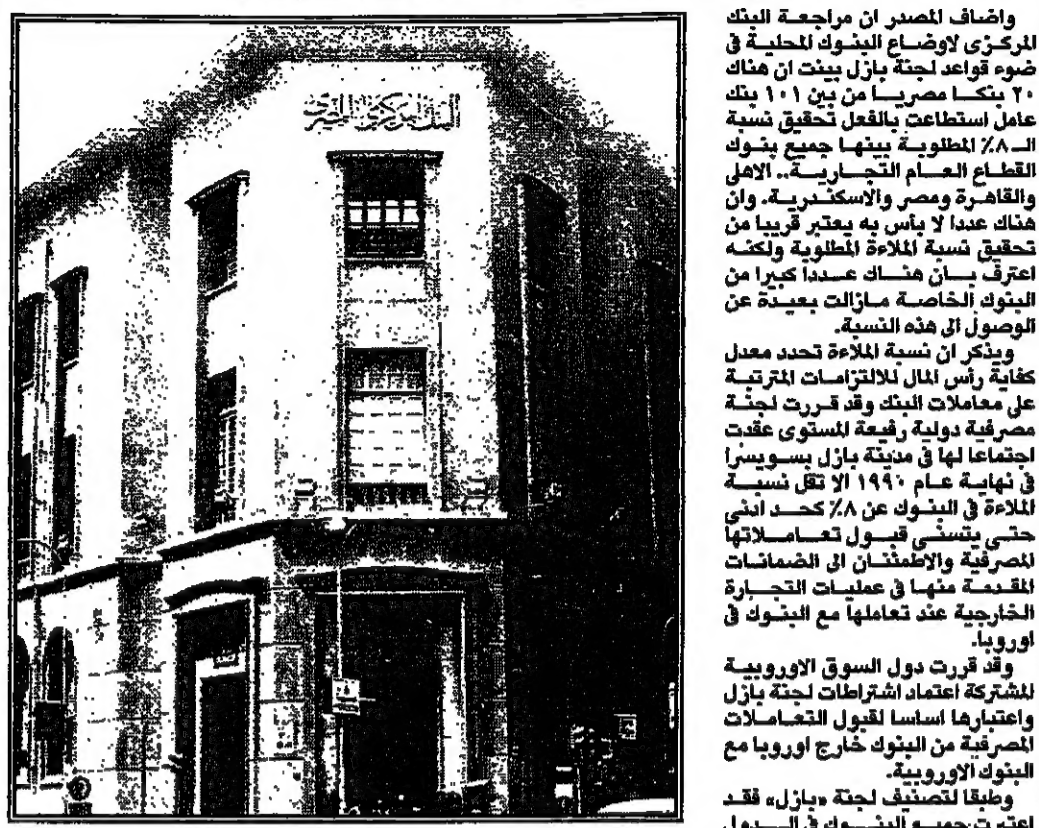 البنك المركزى المصرى
واضاف المصدر ان مراجعة البنك
المركزى لاوضاع البنوك المحلية فى
ضوء قواعد لجنة بازل بينت ان هناك
٢٠ بنكا مصريا من بين ١٠١ بنك
عامل استطاعت بالفعل تحقيق نسبة
الـ ٨٪ المطلوبة بينها جميع بنوك
القطاع العام التجارية.. الاهلى
والقاهرة ومصر والاسكندرية. وان
هناك عددا لا بأس به يعتبر قريبا من
تحقيق نسبة الملاءة المطلوبة ولكنه
اعترف بان هناك عددا كبيرا من
البنوك الخاصة مازالت بعيدة عن
الوصول الى هذه النسبة.
ويذكر ان نسبة الملاءة تحدد معدل
كفاية رأس المال للالتزامات المترتبة
على معاملات البنك وقد قررت لجنة
مصرفية دولية رفيعة المستوى عقدت
اجتماعا لها فى مدينة بازل بسويسرا
فى نهاية عام ١٩٩٠ الا تقل نسبة
الملاءة فى البنوك عن ٨٪ كحد ادنى
حتى يتسنى قبول تعاملاتها
المصرفية والاطمئنان الى الضمانات
المقدمة منها فى عمليات التجارة
الخارجية عند تعاملها مع البنوك فى
اوروبا.
وقد قررت دول السوق الاوروبية
المشتركة اعتماد اشتراطات لجنة بازل
واعتبارها اساسا لقبول التعاملات
المصرفية من البنوك خارج اوروبا مع
البنوك الاوروبية.
وطبقا لتصنيف لجنة «بازل» فقد
اعتبرت جميع البنوك فى الدول